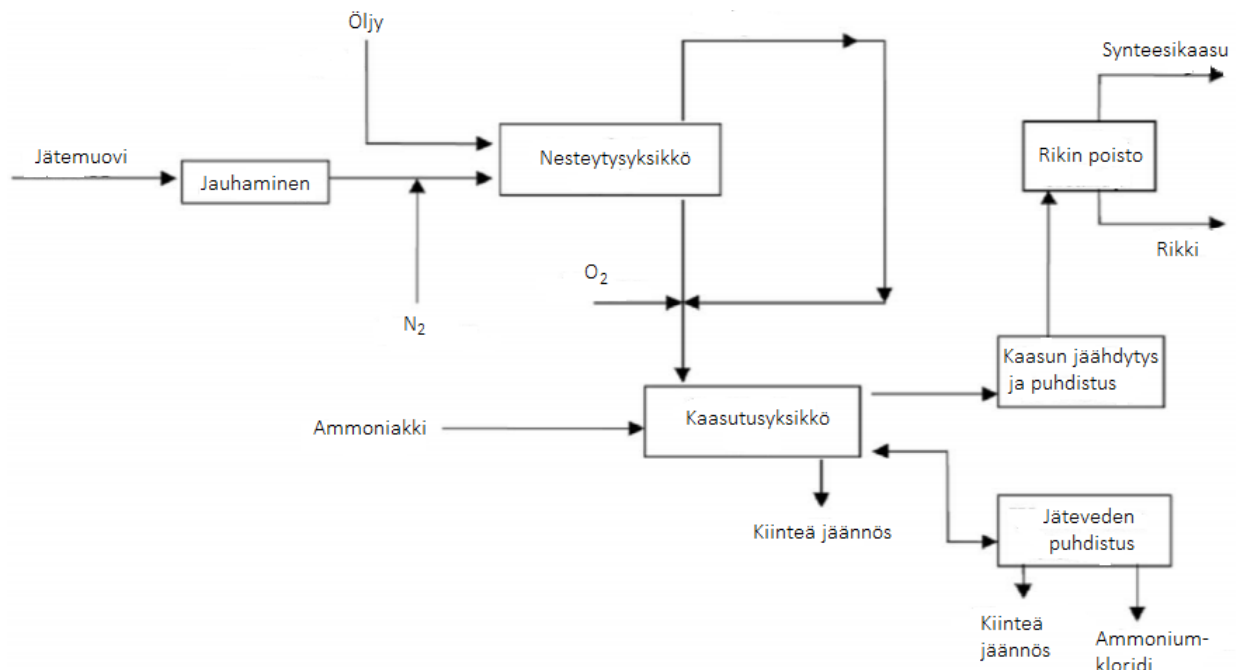 Öljy
Synteesikaasu
Jätemuovi
Jauhaminen
Nesteytysyksikkö
Rikin poisto
Rikki
O2
N2
Kaasun jäähdytys
ja puhdistus
Ammoniakki
Kaasutusyksikkö
Kiinteä jäännös
Jäteveden
puhdistus
Kiinteä
jäännös
Ammonium-
kloridi